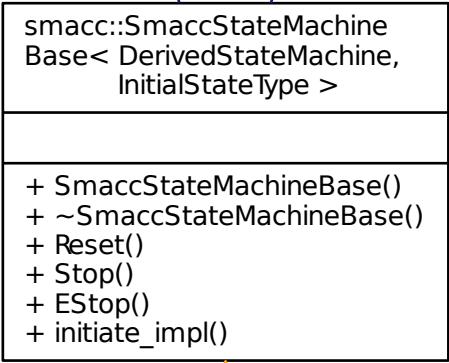 smacc::SmaccStateMachine
Base< DerivedStateMachine,
InitialStateType >
+ SmaccStateMachineBase()
+ ~SmaccStateMachineBase()
+ Reset()
+ Stop()
+ EStop()
+ initiate_impl()